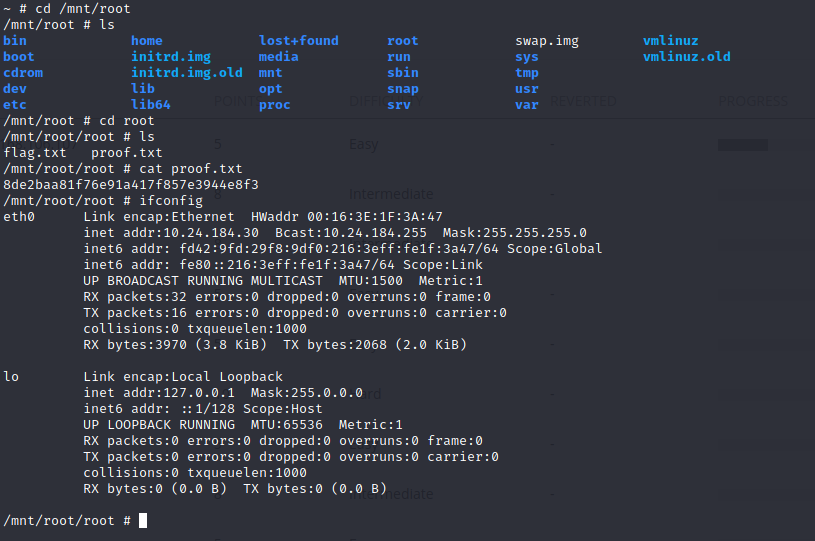 ~ # cd /mnt/root
/mnt/root # ls
bin home lost+found root swap.img vmlinuz
boot initrd.img media run sys vmlinuz.old
cdrom initrd.img.old mnt sbin tmp
dev lib opt snap usr
etc lib64 proc srv var
/mnt/root # cd root
/mnt/root/root # ls
flag.txt proof.txt
/mnt/root/root # cat proof.txt
8de2baa81f76e91a417f857e3944e8f3
/mnt/root/root # ifconfig
eth0 Link encap:Ethernet HWaddr 00:16:3E:1F:3A:47
inet addr:10.24.184.30 Bcast:10.24.184.255 Mask:255.255.255.0
inet6 addr: fd42:9fd:29f8:9df0:216:3eff:fe1f:3a47/64 Scope:Global
inet6 addr: fe80::216:3eff:fe1f:3a47/64 Scope:Link
UP BROADCAST RUNNING MULTICAST MTU:1500 Metric:1
RX packets:32 errors:0 dropped:0 overruns:0 frame:0
TX packets:16 errors:0 dropped:0 overruns:0 carrier:0
collisions:0 txqueuelen:1000
RX bytes:3970 (3.8 KiB) TX bytes:2068 (2.0 KiB)
lo Link encap:Local Loopback
inet addr:127.0.0.1 Mask:255.0.0.0
inet6 addr: ::1/128 Scope:Host
UP LOOPBACK RUNNING MTU:65536 Metric:1
RX packets:0 errors:0 dropped:0 overruns:0 frame:0
TX packets:0 errors:0 dropped:0 overruns:0 carrier:0
collisions:0 txqueuelen:1000
RX bytes:0 (0.0 B) TX bytes:0 (0.0 B)
/mnt/root/root #
REVERTED
PROGRESS
5 Easy
Intermediate
Intermediate